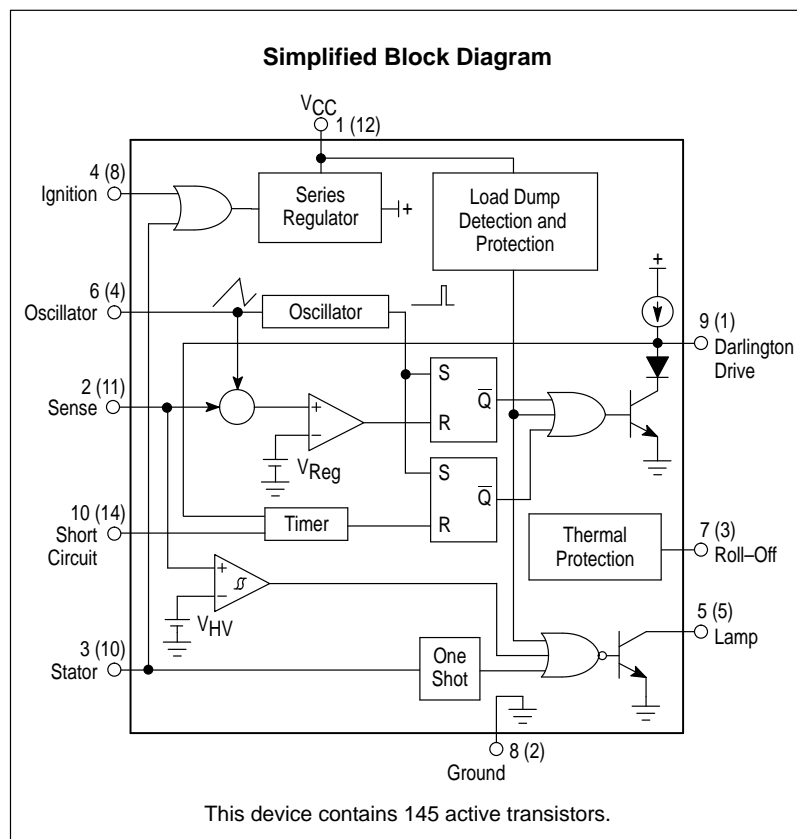 Simplified Block Diagram
VCC
1 (12)
4 (8)
Ignition
Series
Regulator
+
Load Dump
Detection and
Protection
+
6 (4)
Oscillator
Oscillator
9 (1)
Darlington
Drive
2 (11)
Sense
+
−
VReg
S
R
Q̅
S
R
Q̅
10 (14)
Short
Circuit
Timer
Thermal
Protection
7 (3)
Roll–Off
+
−
VHV
5 (5)
Lamp
3 (10)
Stator
One
Shot
8 (2)
Ground
This device contains 145 active transistors.